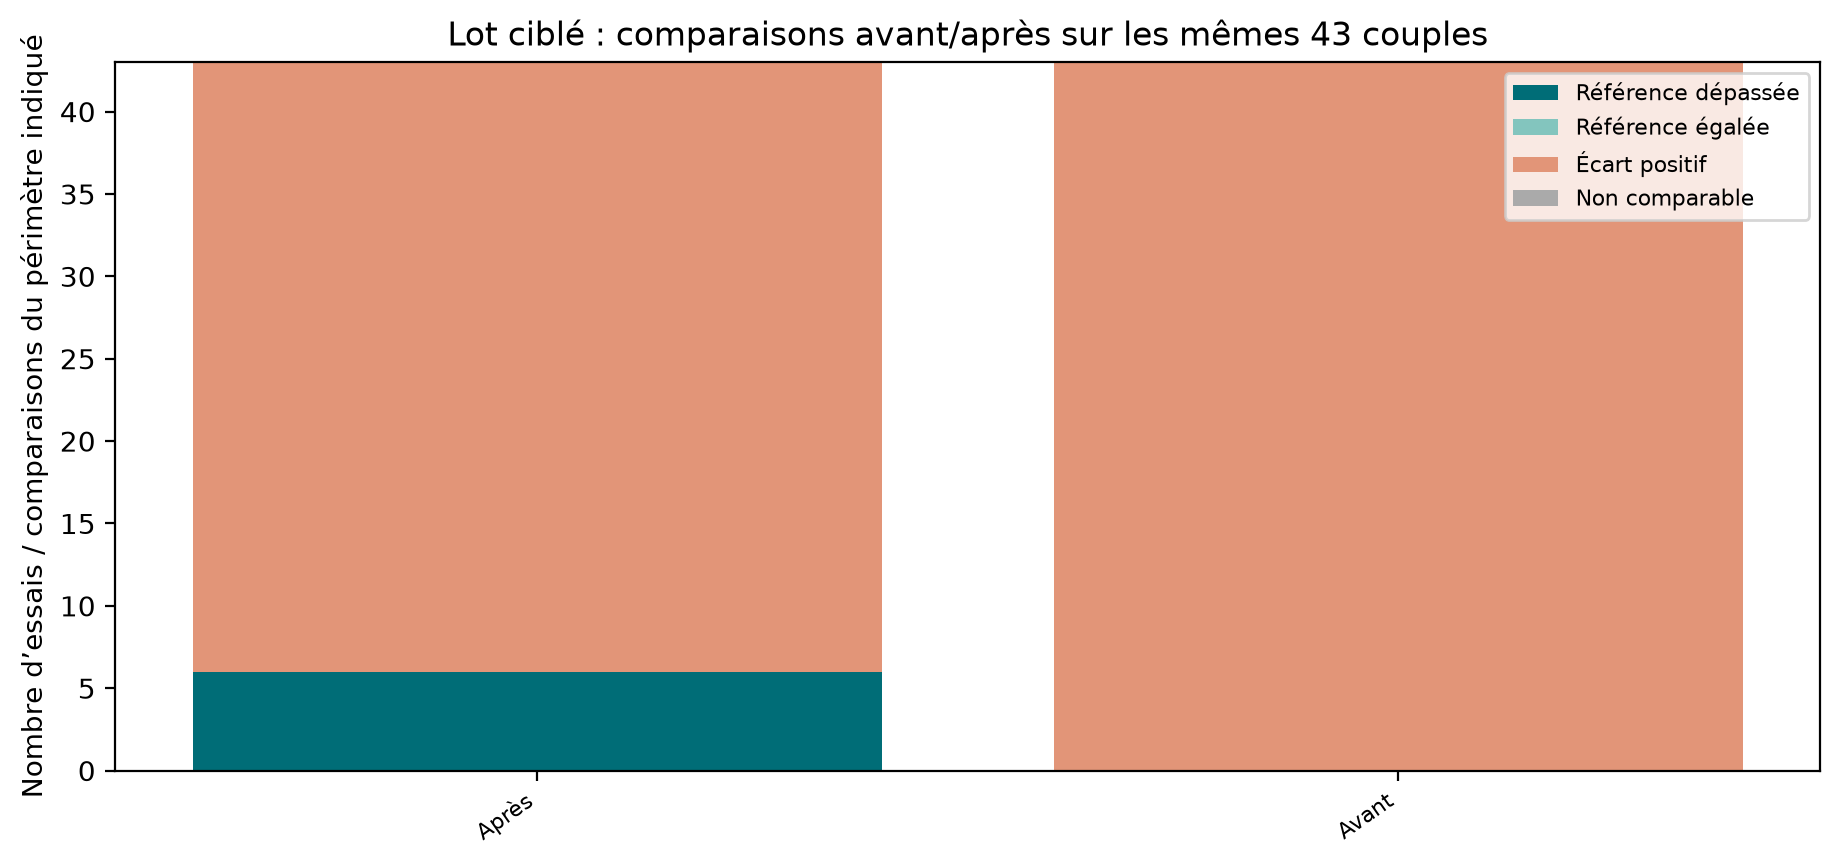 Lot ciblé : comparaisons avant/après sur les mêmes 43 couples
Nombre d’essais / comparaisons du périmètre indiqué
40
35
30
25
20
15
10
5
0
Référence dépassée
Référence égalée
Écart positif
Non comparable
Après
Avant